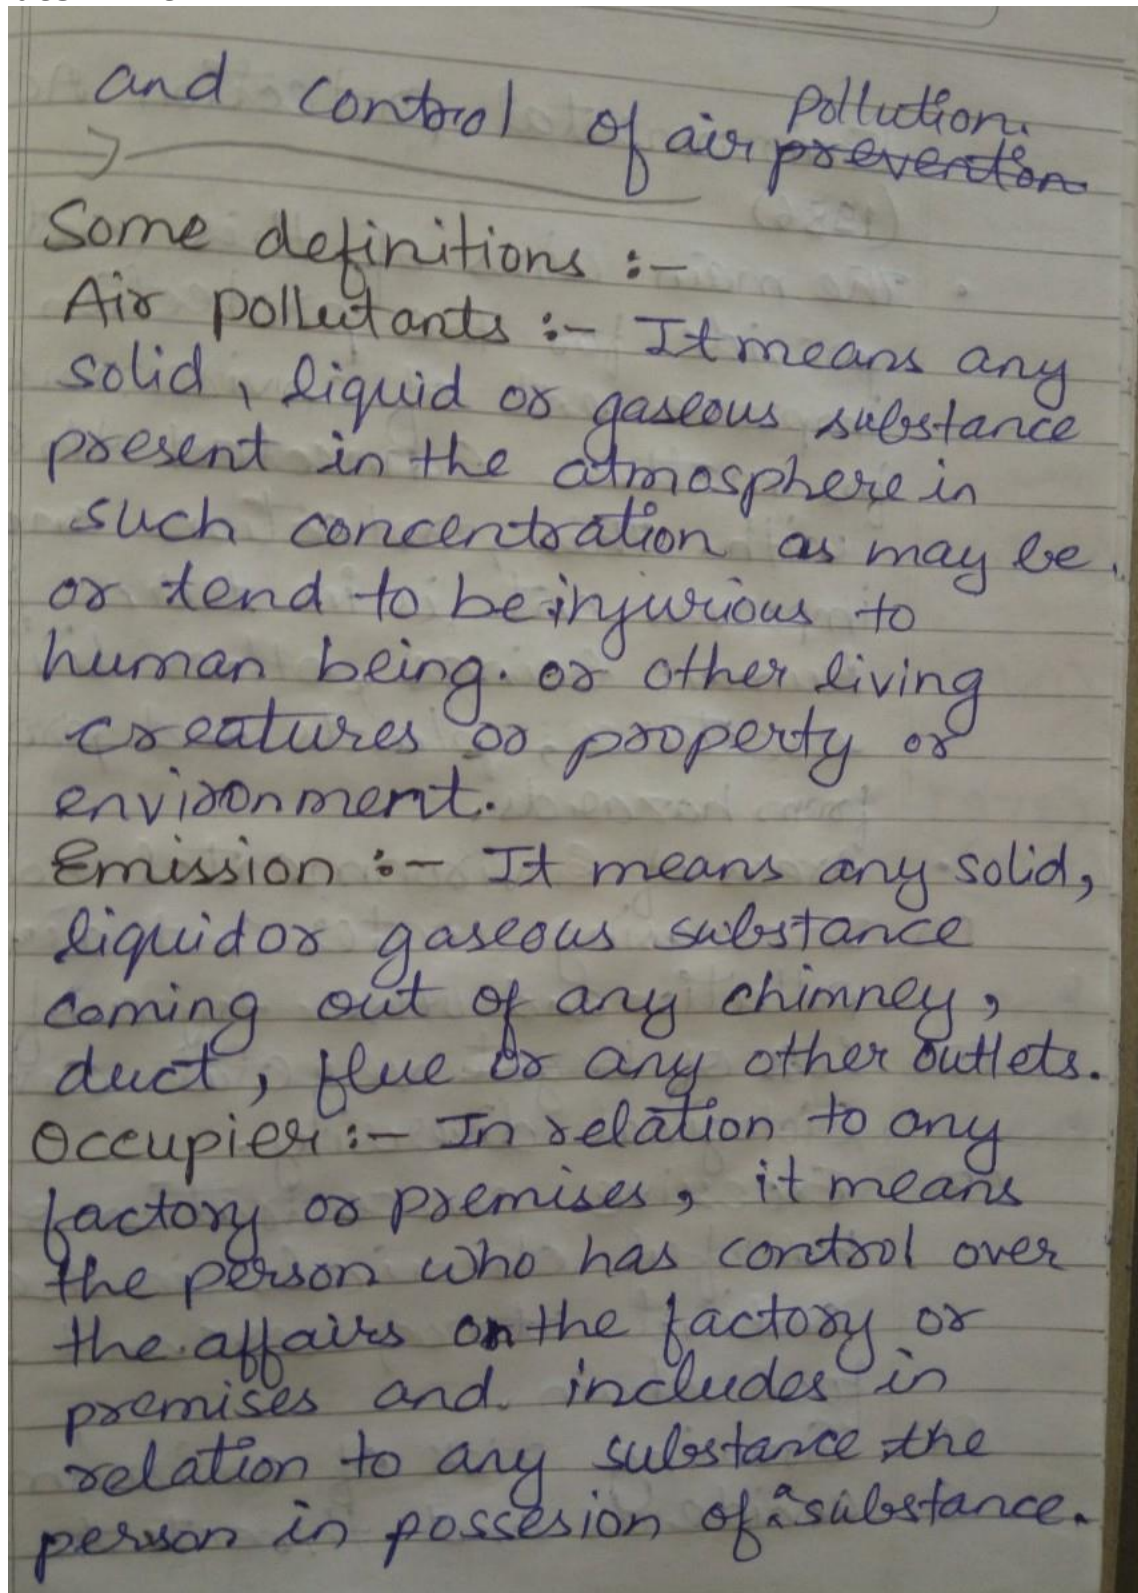 and control of air pollution.
prevention
Some definitions :-
Air pollutants :- It means any
solid, liquid or gaseous substance
present in the atmosphere in
such concentration as may be
or tend to be injurious to
human being. or other living
creatures or property or
environment.
Emission :- It means any solid,
liquid or gaseous substance
coming out of any chimney,
duct, flue or any other outlets.
Occupier :- In relation to any
factory or premises, it means
the person who has control over
the affairs on the factory or
premises and includes in
relation to any substance the
person in possesion of a substance.